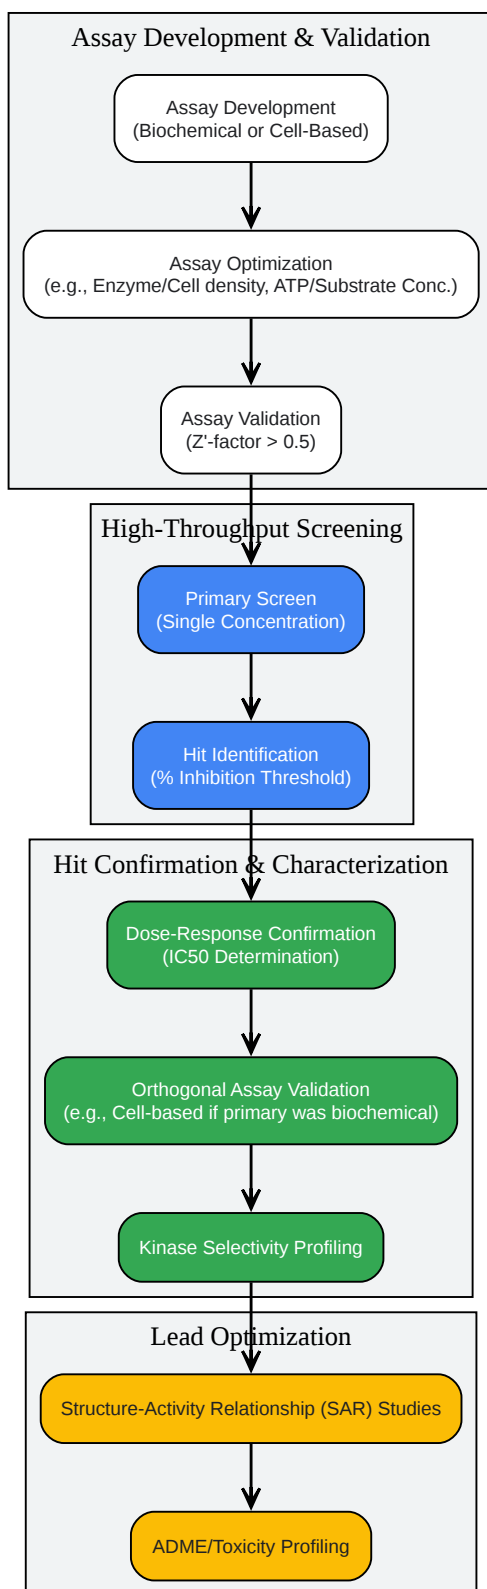 Assay Development & Validation
Assay Development
(Biochemical or Cell-Based)
Assay Optimization
(e.g., Enzyme/Cell density, ATP/Substrate Conc.)
Assay Validation
(Z'-factor > 0.5)
High-Throughput Screening
Primary Screen
(Single Concentration)
Hit Identification
(% Inhibition Threshold)
Hit Confirmation & Characterization
Dose-Response Confirmation
(IC50 Determination)
Orthogonal Assay Validation
(e.g., Cell-based if primary was biochemical)
Kinase Selectivity Profiling
Lead Optimization
Structure-Activity Relationship (SAR) Studies
ADME/Toxicity Profiling